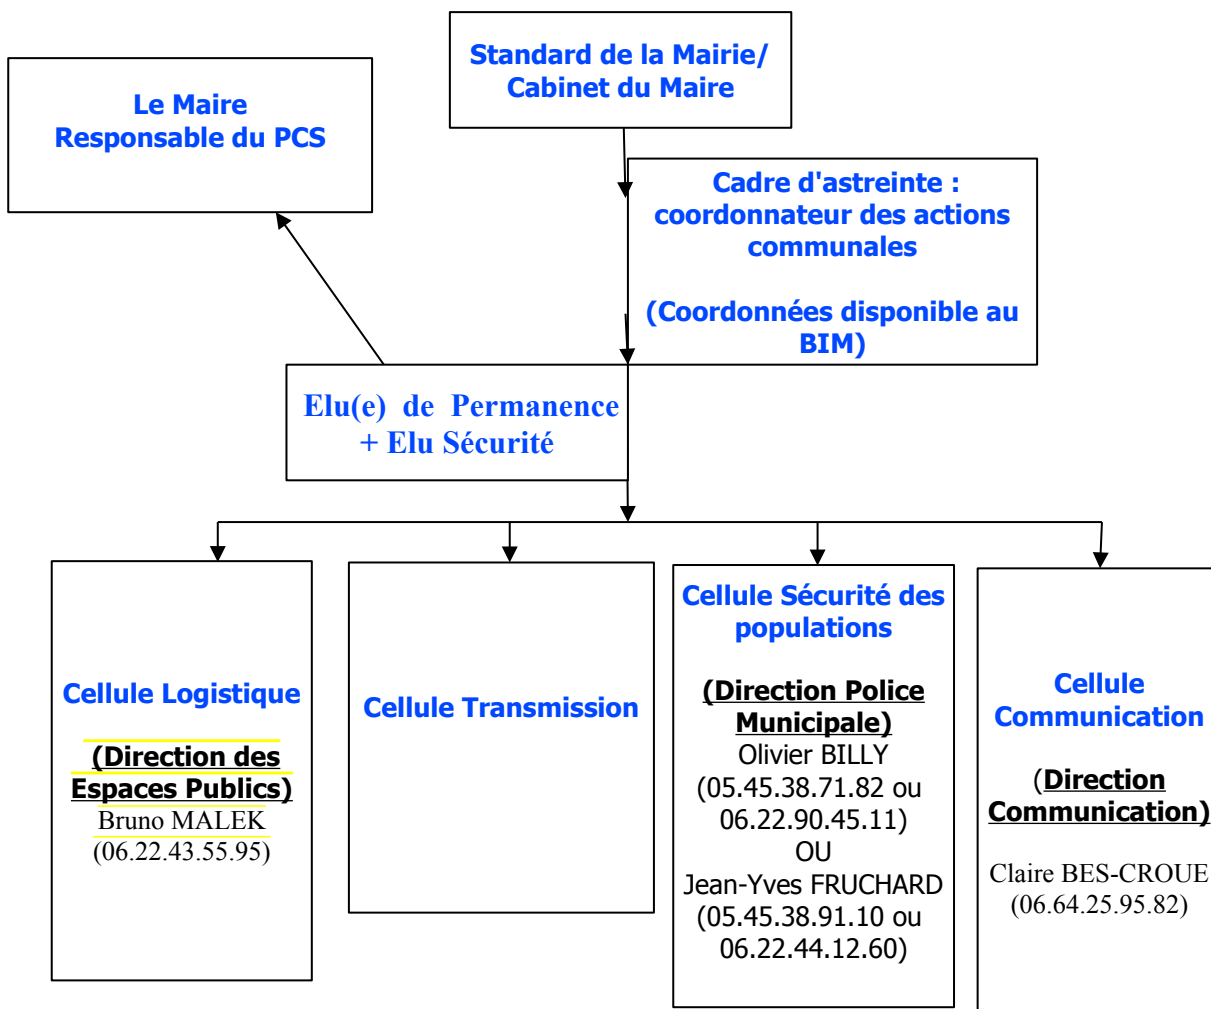 Standard de la Mairie/
Cabinet du Maire
Le Maire
Responsable du PCS
Cadre d'astreinte :
coordonnateur des actions
communales
(Coordonnées disponible au
BIM)
Elu(e) de Permanence
+ Elu Sécurité
Cellule Logistique
(Direction des
Espaces Publics)
Bruno MALEK
(06.22.43.55.95)
Cellule Transmission
Cellule Sécurité des
populations
(Direction Police
Municipale)
Olivier BILLY
(05.45.38.71.82 ou
06.22.90.45.11)
OU
Jean-Yves FRUCHARD
(05.45.38.91.10 ou
06.22.44.12.60)
Cellule
Communication
(Direction
Communication)
Claire BES-CROUE
(06.64.25.95.82)